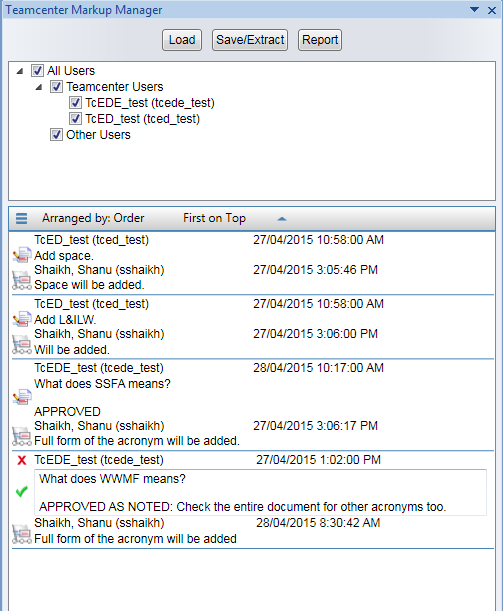 Teamcenter Markup Manager
Load Save/Extract Report
All Users
Teamcenter Users
TcEDE_test (tcede_test)
TcED_test (tced_test)
Other Users
Arranged by: Order First on Top
TcED_test (tced_test) 27/04/2015 10:58:00 AM
Add space.
Shaikh, Shanu (sshaikh) 27/04/2015 3:05:46 PM
Space will be added.
TcED_test (tced_test) 27/04/2015 10:58:00 AM
Add L&ILW.
Shaikh, Shanu (sshaikh) 27/04/2015 3:06:00 PM
Will be added.
TcEDE_test (tcede_test) 28/04/2015 10:17:00 AM
What does SSFA means?
APPROVED
Shaikh, Shanu (sshaikh) 27/04/2015 3:06:17 PM
Full form of the acronym will be added.
TcEDE_test (tcede_test) 27/04/2015 1:02:00 PM
What does WWMF means?
APPROVED AS NOTED: Check the entire document for other acronyms too.
Shaikh, Shanu (sshaikh) 28/04/2015 8:30:42 AM
Full form of the acronym will be added